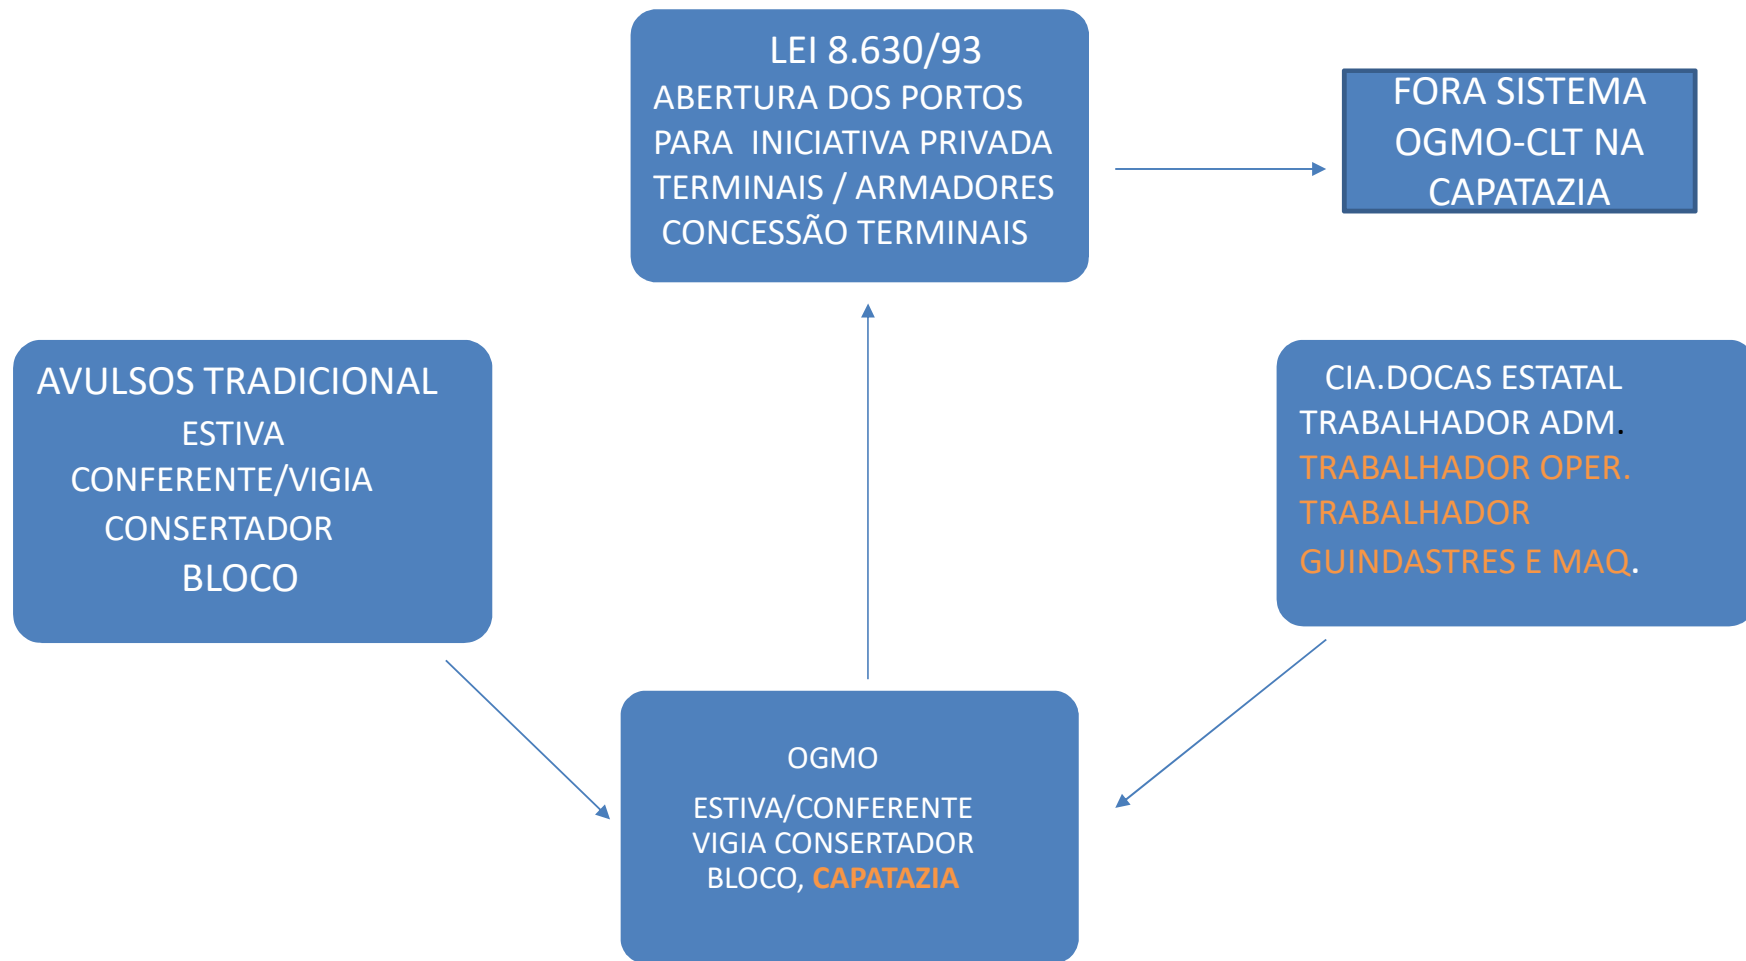 LEI 8.630/93
ABERTURA DOS PORTOS
PARA INICIATIVA PRIVADA
TERMINAIS / ARMADORES
CONCESSÃO TERMINAIS
FORA SISTEMA
OGMO-CLT NA
CAPATAZIA
AVULSOS TRADICIONAL
ESTIVA
CONFERENTE/VIGIA
CONSERTADOR
BLOCO
CIA.DOCAS ESTATAL
TRABALHADOR ADM.
TRABALHADOR OPER.
TRABALHADOR
GUINDASTRES E MAQ.
OGMO
ESTIVA/CONFERENTE
VIGIA CONSERTADOR
BLOCO, CAPATAZIA